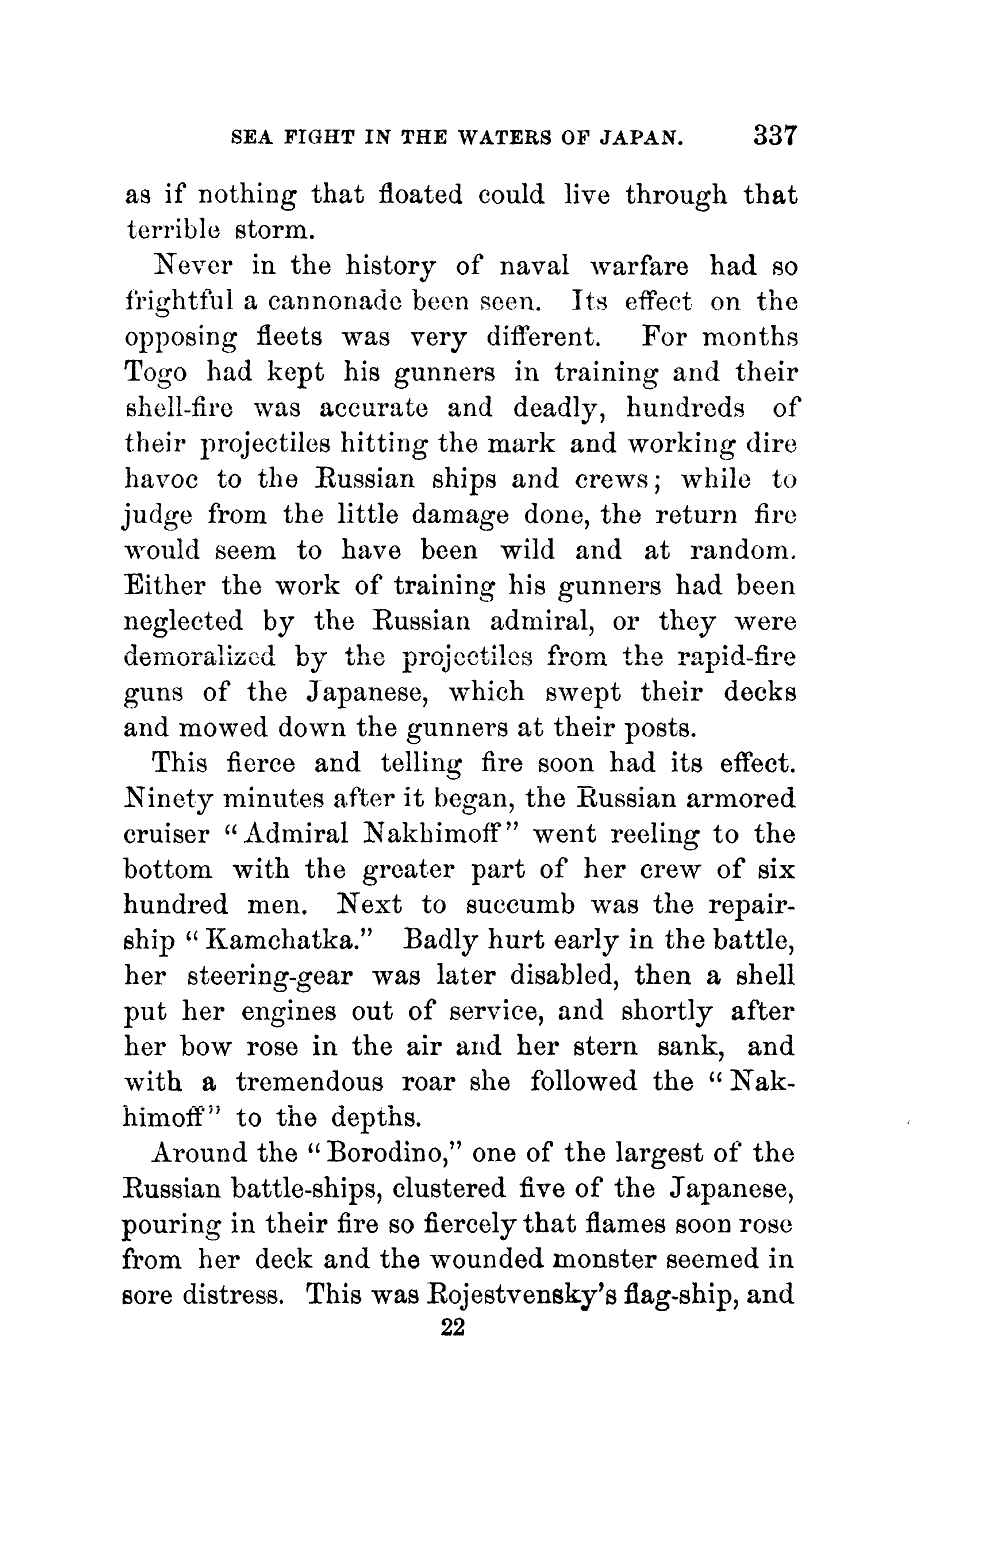 SEA FIGHT IN THE WATERS OF JAPAN. 337
as if nothing that floated could live through that
terrible storm.
Never in the history of naval warfare had so
frightful a cannonade been seen. Its effect on the
opposing fleets was very different. For months
Togo had kept his gunners in training and their
shell-fire was accurate and deadly, hundreds of
their projectiles hitting the mark and working dire
havoc to the Russian ships and crews; while to
judge from the little damage done, the return fire
would seem to have been wild and at random.
Either the work of training his gunners had been
neglected by the Russian admiral, or they were
demoralized by the projectiles from the rapid-fire
guns of the Japanese, which swept their decks
and mowed down the gunners at their posts.
This fierce and telling fire soon had its effect.
Ninety minutes after it began, the Russian armored
cruiser “Admiral Nakhimoff” went reeling to the
bottom with the greater part of her crew of six
hundred men. Next to succumb was the repair-
ship “Kamchatka.” Badly hurt early in the battle,
her steering-gear was later disabled, then a shell
put her engines out of service, and shortly after
her bow rose in the air and her stern sank, and
with a tremendous roar she followed the “Nak-
himoff” to the depths.
Around the “Borodino,” one of the largest of the
Russian battle-ships, clustered five of the Japanese,
pouring in their fire so fiercely that flames soon rose
from her deck and the wounded monster seemed in
sore distress. This was Rojestvensky’s flag-ship, and
22